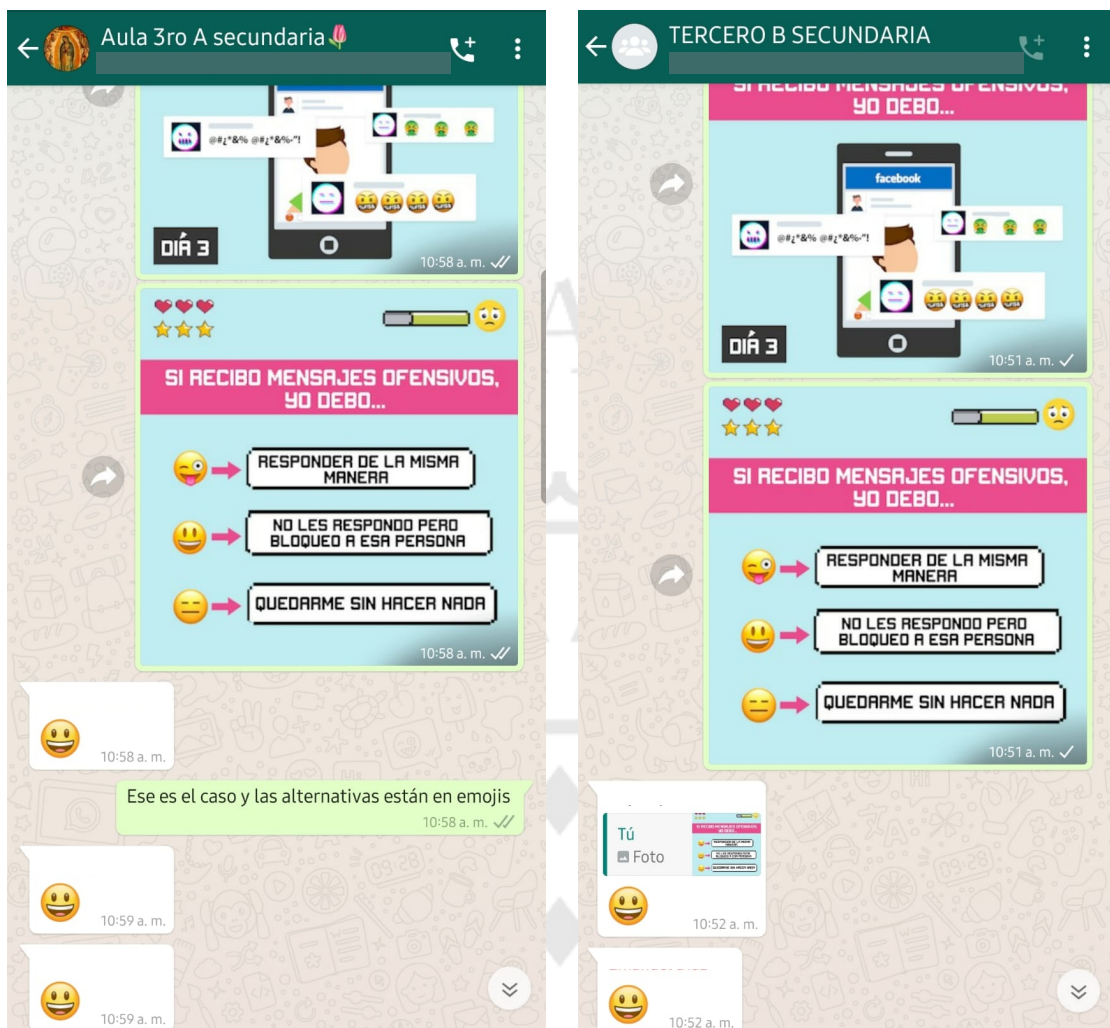 Aula 3ro A secundaria🌷
@#¿*&% @#¿*&%-"!
DÍA 3
10:58 a. m.
SI RECIBO MENSAJES OFENSIVOS,
YO DEBO...
RESPONDER DE LA MISMA
MANERA
NO LES RESPONDO PERO
BLOQUEO A ESA PERSONA
QUEDARME SIN HACER NADA
10:58 a. m.
10:58 a. m.
Ese es el caso y las alternativas están en emojis
10:58 a. m.
10:59 a. m.
10:59 a. m.
TERCERO B SECUNDARIA
SI RECIBO MENSAJES OFENSIVOS,
YO DEBO...
facebook
@#¿*&% @#¿*&%-"!
DÍA 3
10:51 a. m.
SI RECIBO MENSAJES OFENSIVOS,
YO DEBO...
RESPONDER DE LA MISMA
MANERA
NO LES RESPONDO PERO
BLOQUEO A ESA PERSONA
QUEDARME SIN HACER NADA
10:51 a. m.
Tú
Foto
10:52 a. m.
10:52 a. m.